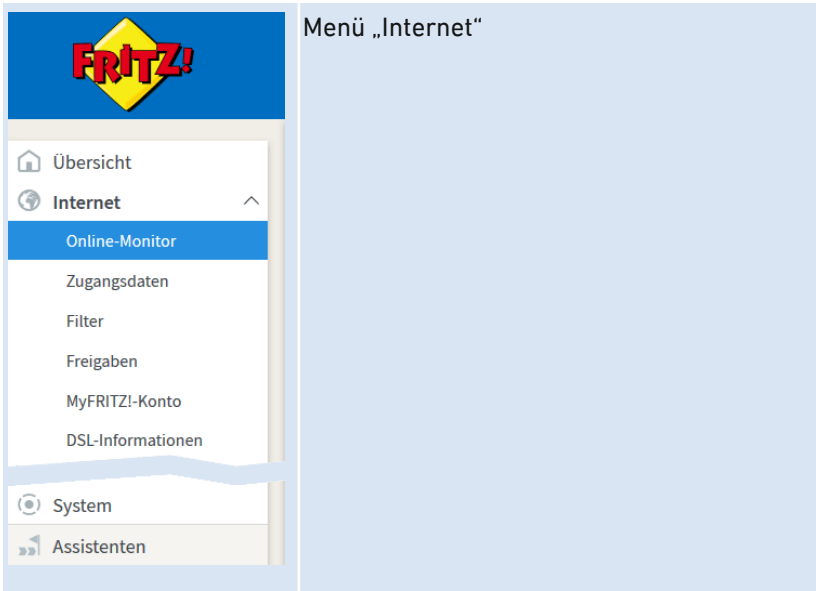 FRITZ!
Menü „Internet“
Übersicht
Internet
Online-Monitor
Zugangsdaten
Filter
Freigaben
MyFRITZ!-Konto
DSL-Informationen
System
Assistenten